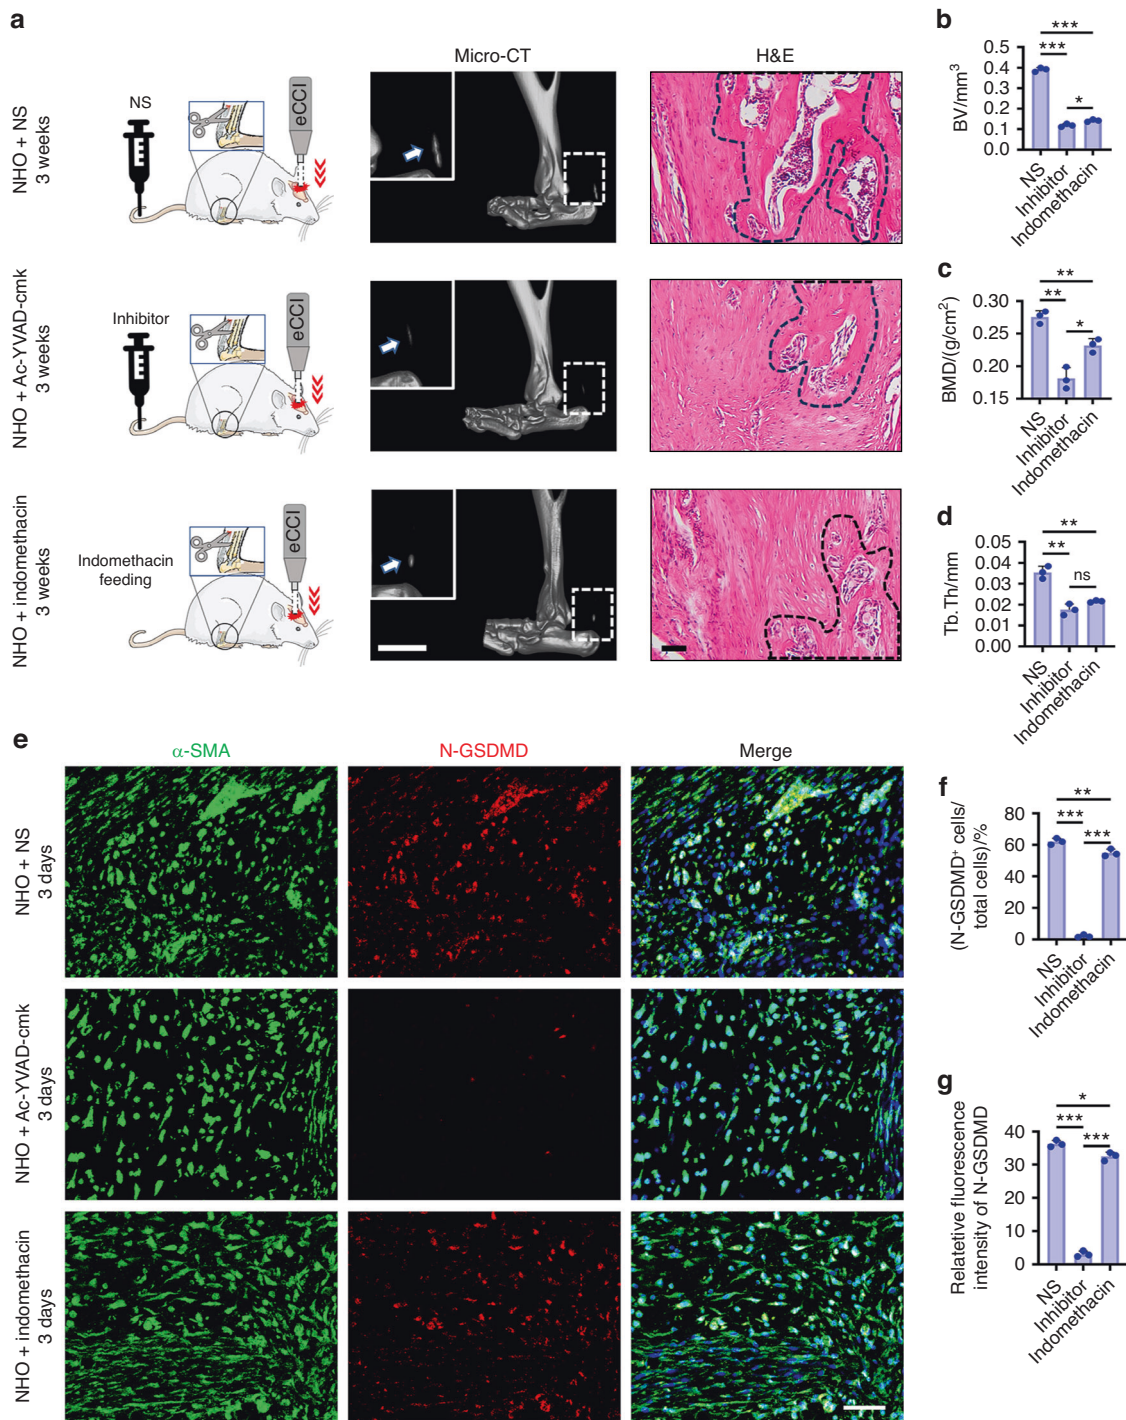 a
Micro-CT
H&E
NHO + NS
3 weeks
NS
eCCI
NHO + Ac-YVAD-cmk
3 weeks
Inhibitor
eCCI
NHO + indomethacin
3 weeks
Indomethacin
feeding
eCCI
b
***
***
*
BV/mm³
0.5
0.4
0.3
0.2
0.1
0.0
NS
Inhibitor
Indomethacin
c
**
**
*
BMD/(g/cm²)
0.30
0.25
0.20
0.15
NS
Inhibitor
Indomethacin
d
**
**
ns
Tb.Th/mm
0.05
0.04
0.03
0.02
0.01
0.00
NS
Inhibitor
Indomethacin
e
α-SMA
N-GSDMD
Merge
NHO + NS
3 days
NHO + Ac-YVAD-cmk
3 days
NHO + indomethacin
3 days
f
**
***
***
(N-GSDMD⁺ cells/
total cells)/%
80
60
40
20
0
NS
Inhibitor
Indomethacin
g
*
***
***
Relatetive fluorescence
intensity of N-GSDMD
40
30
20
10
0
NS
Inhibitor
Indomethacin